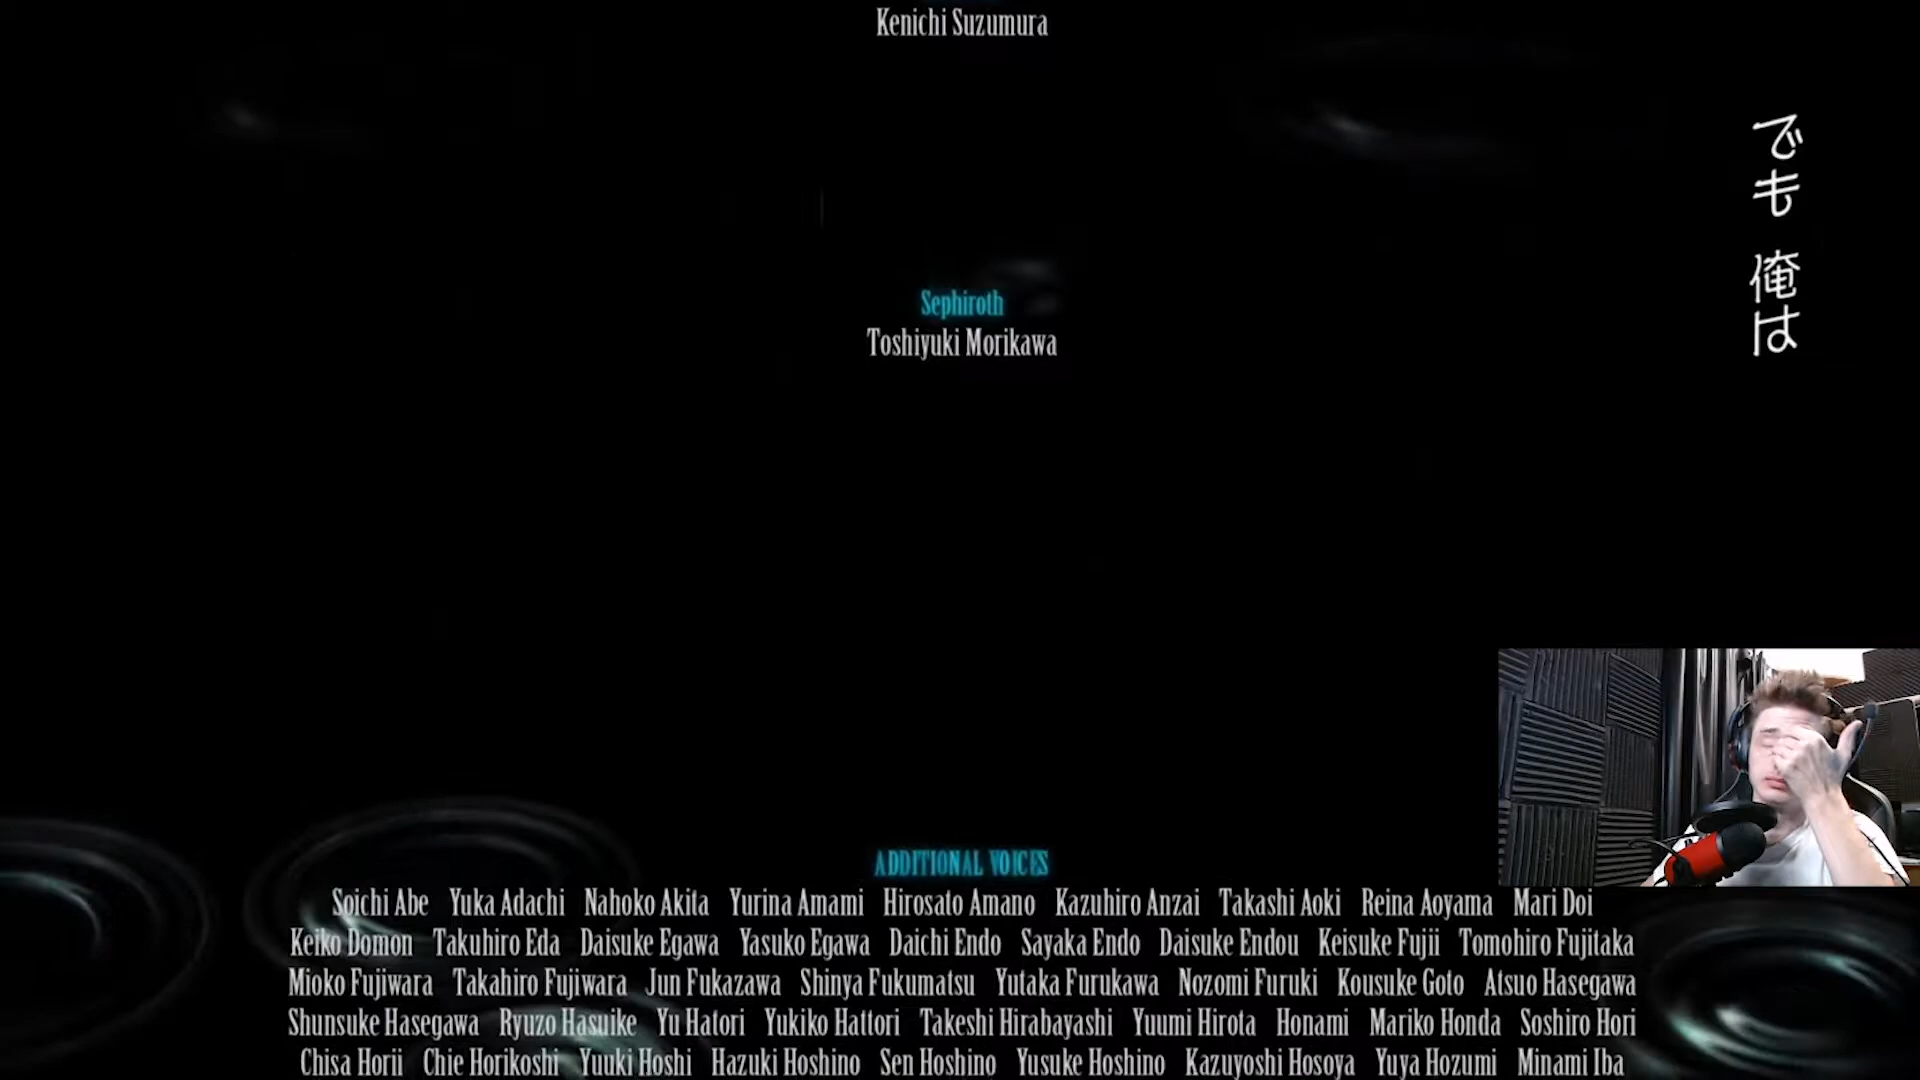 Kenichi Suzumura
でも 俺は
Sephiroth
Toshiyuki Morikawa
ADDITIONAL VOICES
Soichi Abe Yuka Adachi Nahoko Akita Yurina Amami Hirosato Amano Kazuhiro Anzai Takashi Aoki Reina Aoyama Mari Doi
Keiko Domon Takuhiro Eda Daisuke Egawa Yasuko Egawa Daichi Endo Sayaka Endo Daisuke Endou Keisuke Fujii Tomohiro Fujitaka
Mioko Fujiwara Takahiro Fujiwara Jun Fukazawa Shinya Fukumatsu Yutaka Furukawa Nozomi Furuki Kousuke Goto Atsuo Hasegawa
Shunsuke Hasegawa Ryuzo Hasuike Yu Hatori Yukiko Hattori Takeshi Hirabayashi Yuumi Hirota Honami Mariko Honda Soshiro Hori
Chisa Horii Chie Horikoshi Yuuki Hoshi Hazuki Hoshino Sen Hoshino Yusuke Hoshino Kazuyoshi Hosoya Yuya Hozumi Minami Iba